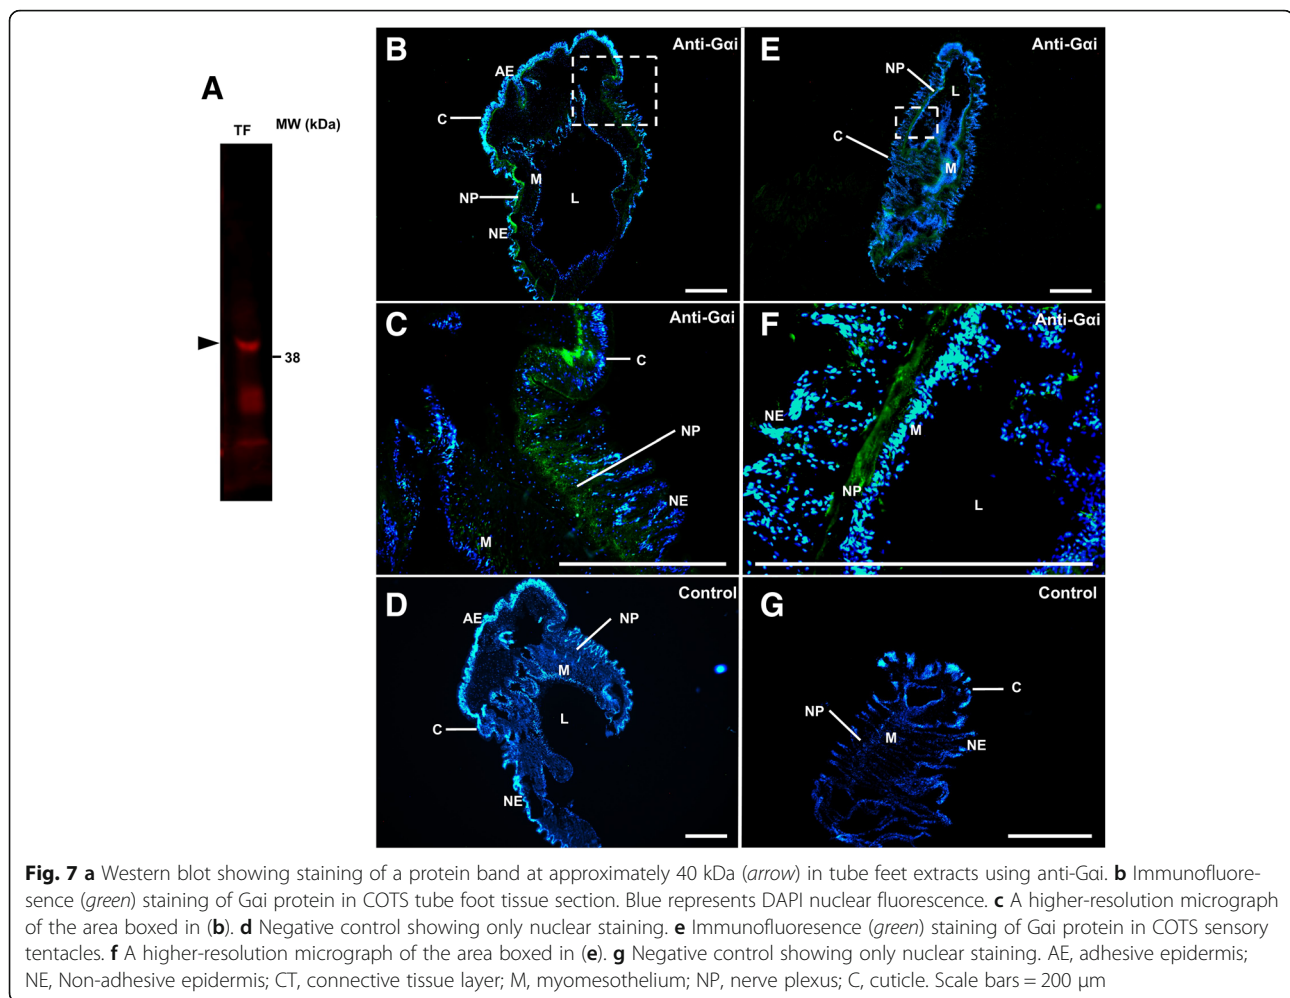 A
TF
MW (kDa)
38
B
Anti-Gαi
AE
C
M
NP
L
NE
E
Anti-Gαi
NP
L
C
M
C
Anti-Gαi
C
NP
NE
M
F
Anti-Gαi
NE
M
NP
L
D
Control
AE
NP
M
L
C
NE
G
Control
C
NP
M
NE
Fig. 7 a Western blot showing staining of a protein band at approximately 40 kDa (arrow) in tube feet extracts using anti-Gαi. b Immunofluore-
sence (green) staining of Gαi protein in COTS tube foot tissue section. Blue represents DAPI nuclear fluorescence. c A higher-resolution micrograph
of the area boxed in (b). d Negative control showing only nuclear staining. e Immunofluoresence (green) staining of Gαi protein in COTS sensory
tentacles. f A higher-resolution micrograph of the area boxed in (e). g Negative control showing only nuclear staining. AE, adhesive epidermis;
NE, Non-adhesive epidermis; CT, connective tissue layer; M, myomesothelium; NP, nerve plexus; C, cuticle. Scale bars = 200 μm